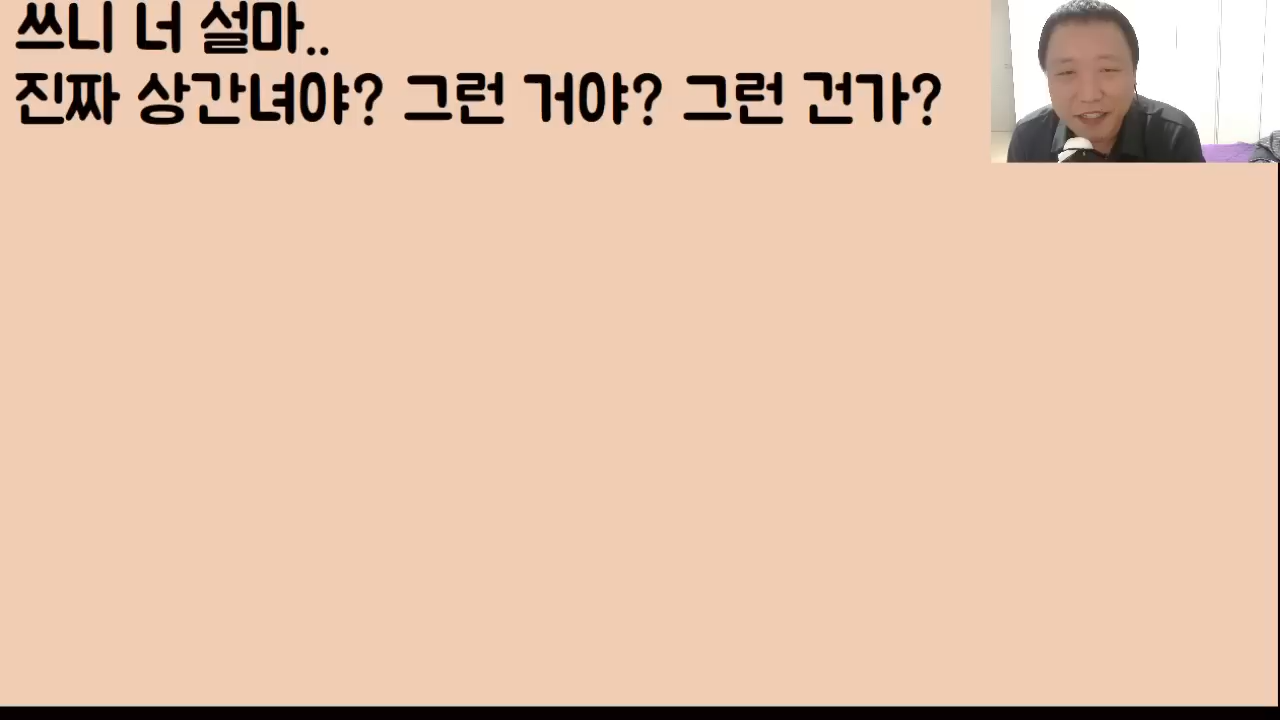 쓰니 너 설마..
진짜 상간녀야? 그런 거야? 그런 건가?